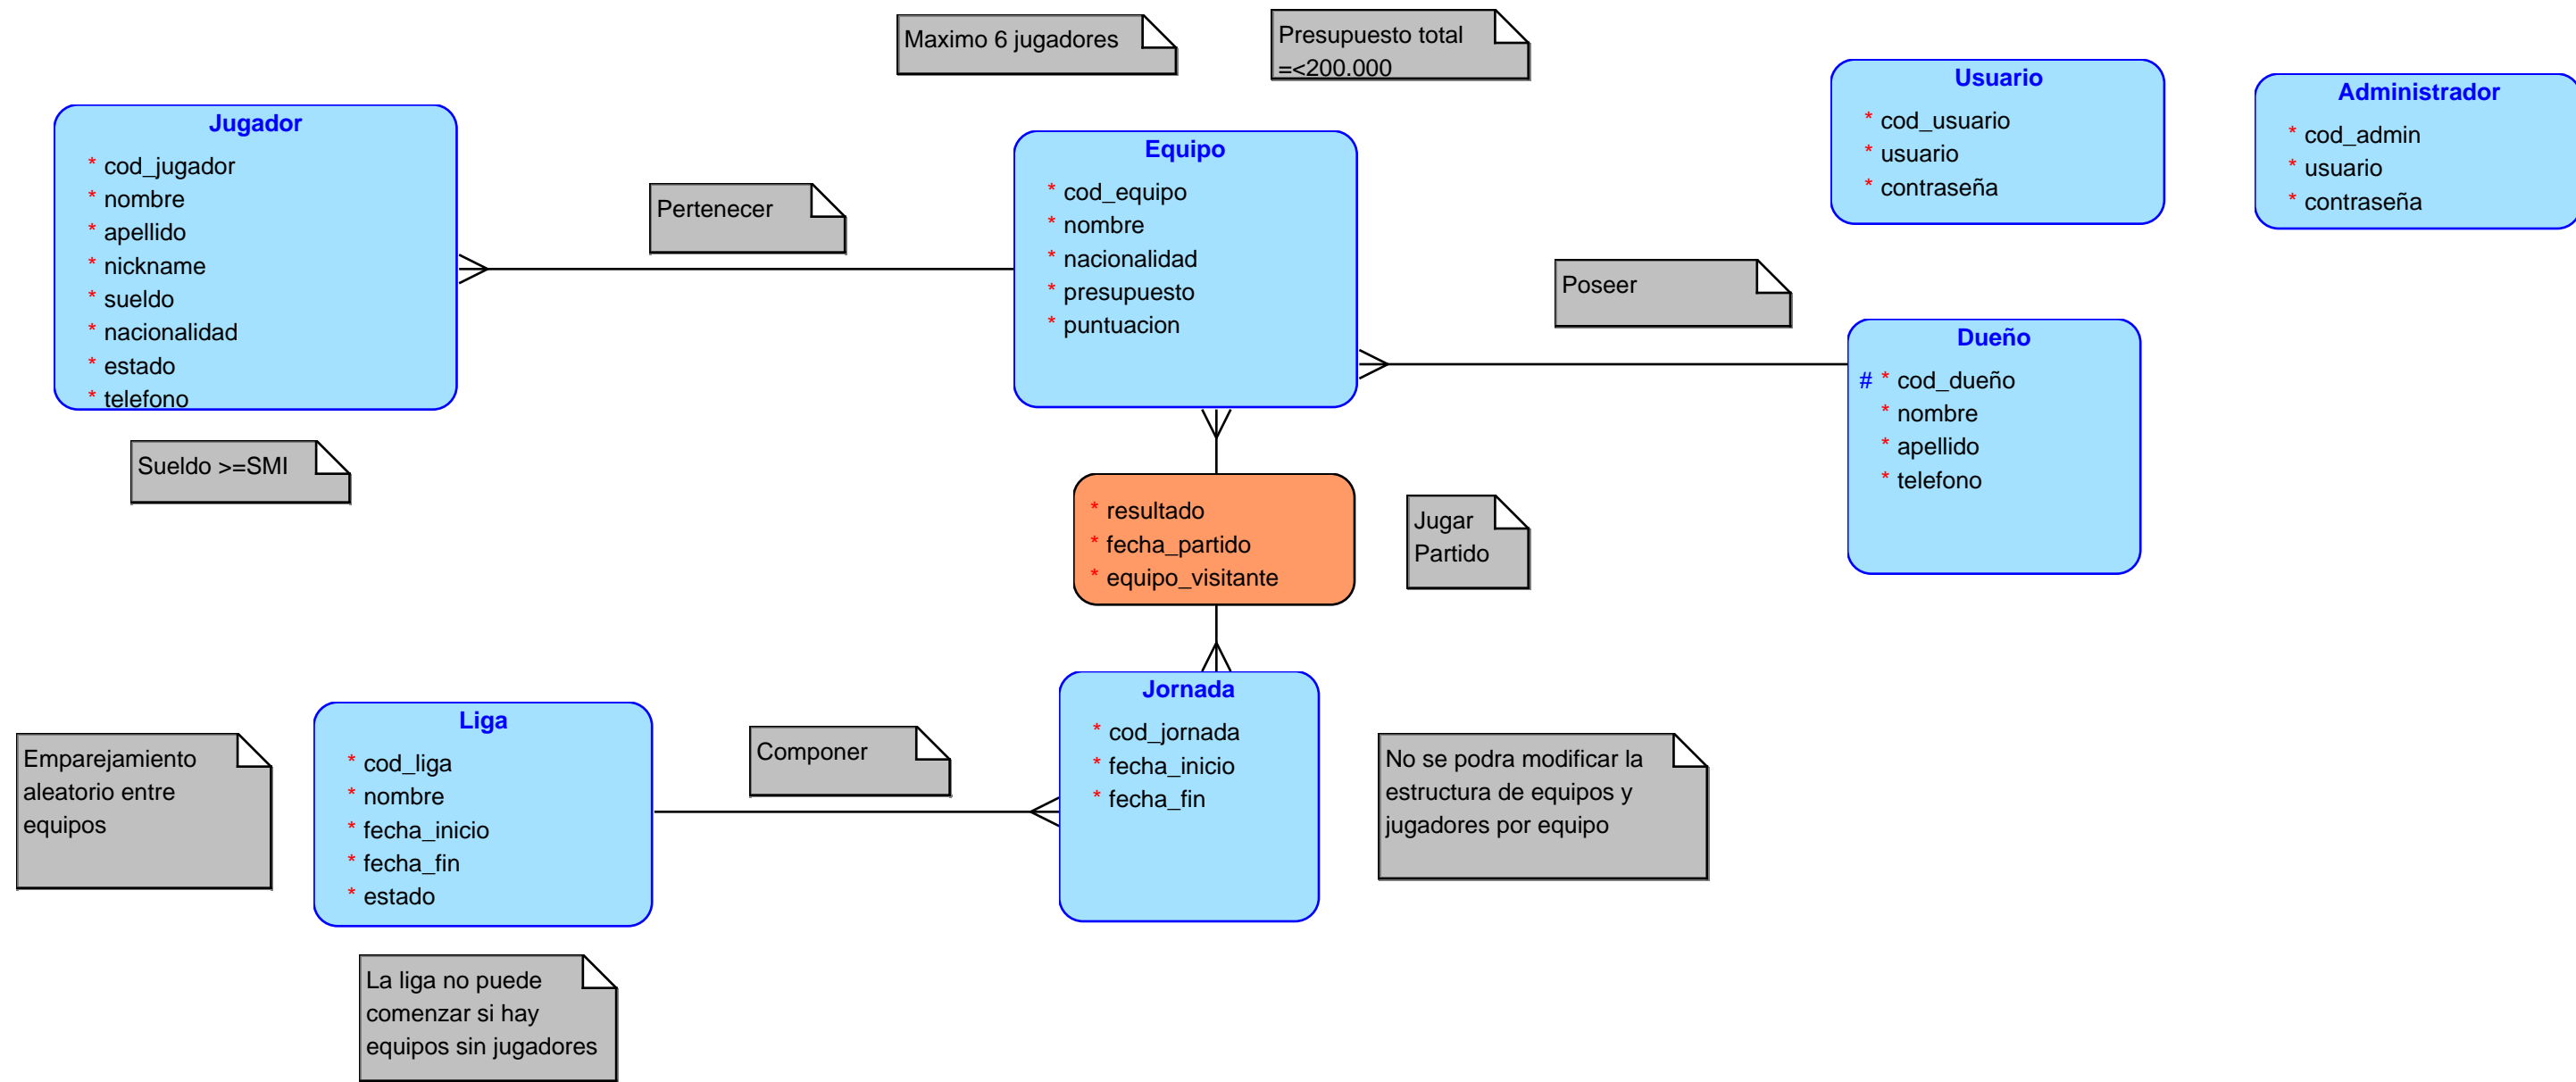 Maximo 6 jugadores
Presupuesto total
=<200.000
Jugador
* cod_jugador
* nombre
* apellido
* nickname
* sueldo
* nacionalidad
* estado
* telefono
Pertenecer
Equipo
* cod_equipo
* nombre
* nacionalidad
* presupuesto
* puntuacion
Usuario
* cod_usuario
* usuario
* contraseña
Administrador
* cod_admin
* usuario
* contraseña
Poseer
Dueño
# * cod_dueño
* nombre
* apellido
* telefono
Sueldo >=SMI
* resultado
* fecha_partido
* equipo_visitante
Jugar
Partido
Emparejamiento
aleatorio entre
equipos
Liga
* cod_liga
* nombre
* fecha_inicio
* fecha_fin
* estado
Componer
Jornada
* cod_jornada
* fecha_inicio
* fecha_fin
No se podra modificar la
estructura de equipos y
jugadores por equipo
La liga no puede
comenzar si hay
equipos sin jugadores